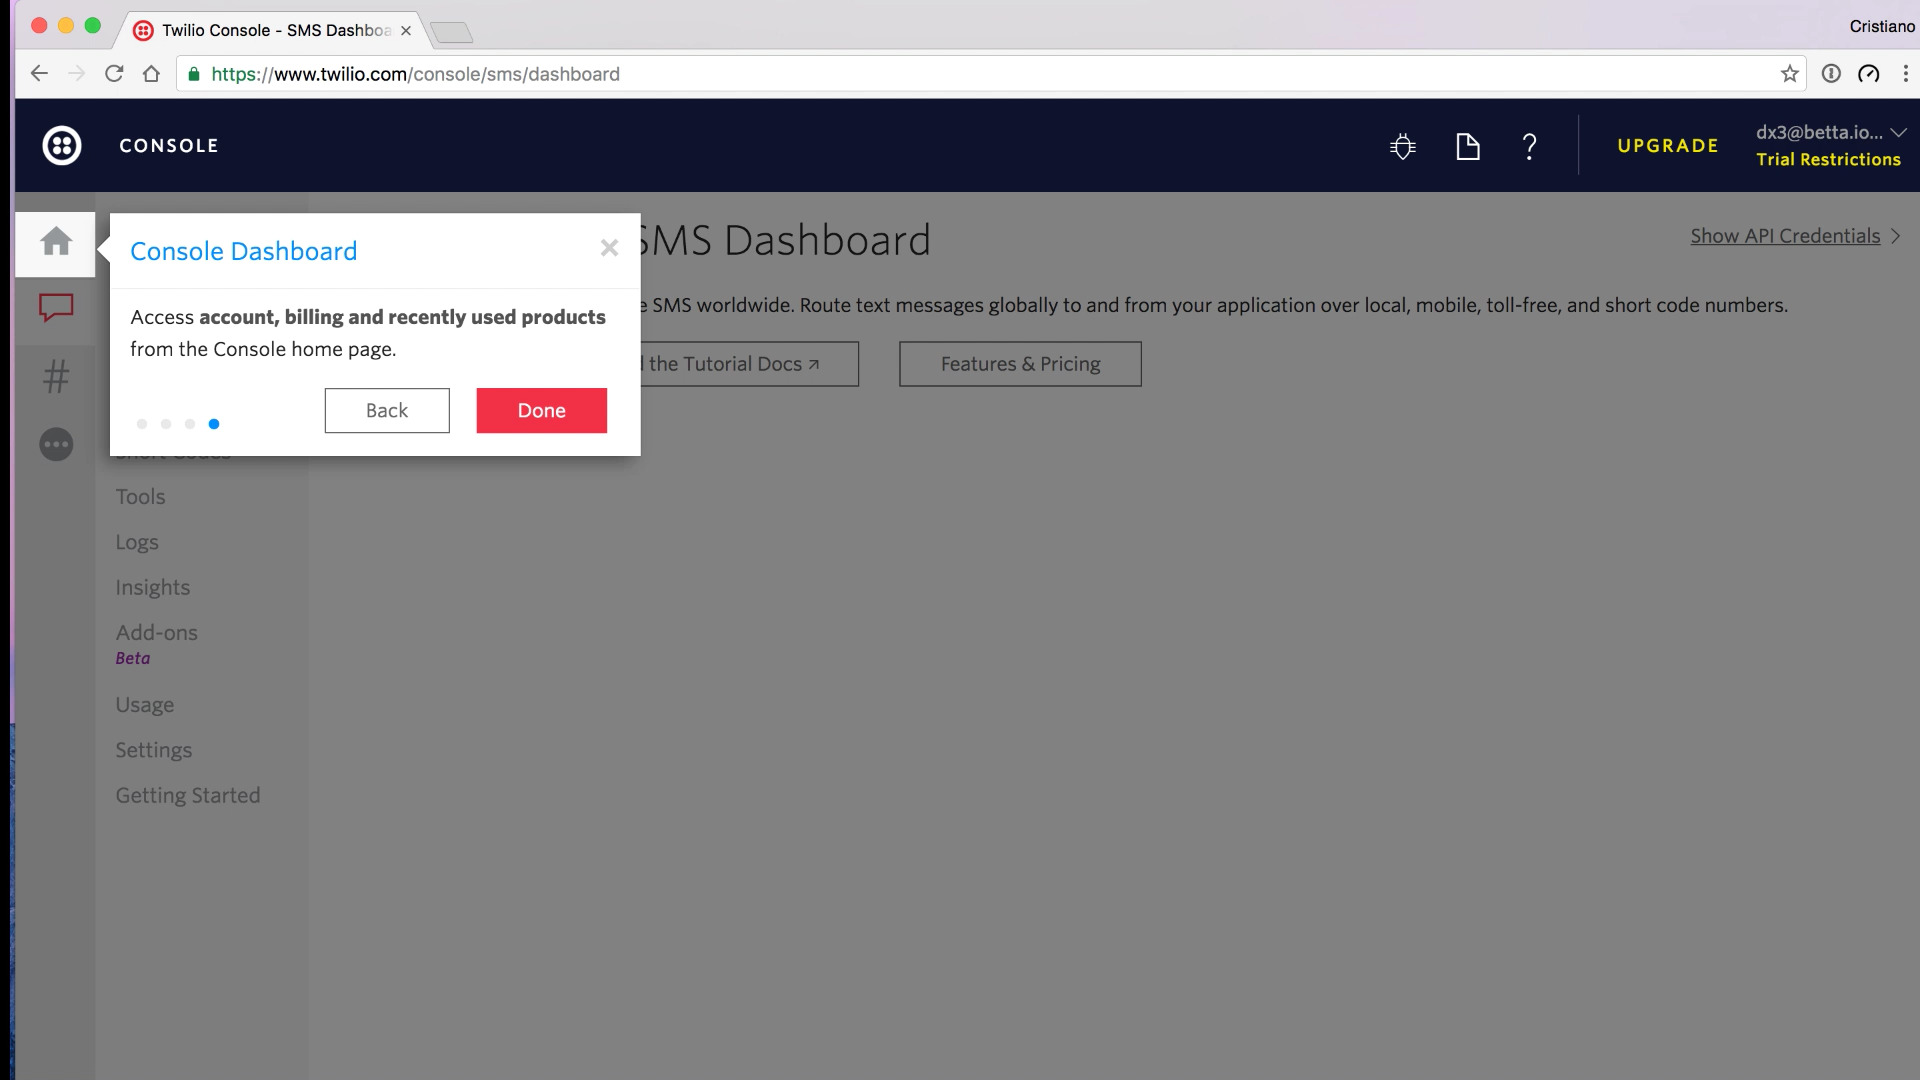 Twilio Console - SMS Dashboa
Cristiano
https://www.twilio.com/console/sms/dashboard
CONSOLE
?
UPGRADE
dx3@betta.io...
Trial Restrictions
Console Dashboard
SMS Dashboard
Show API Credentials
Access account, billing and recently used products
from the Console home page.
e SMS worldwide. Route text messages globally to and from your application over local, mobile, toll-free, and short code numbers.
the Tutorial Docs
Features & Pricing
#
Back
Done
Short Codes
Tools
Logs
Insights
Add-ons
Beta
Usage
Settings
Getting Started